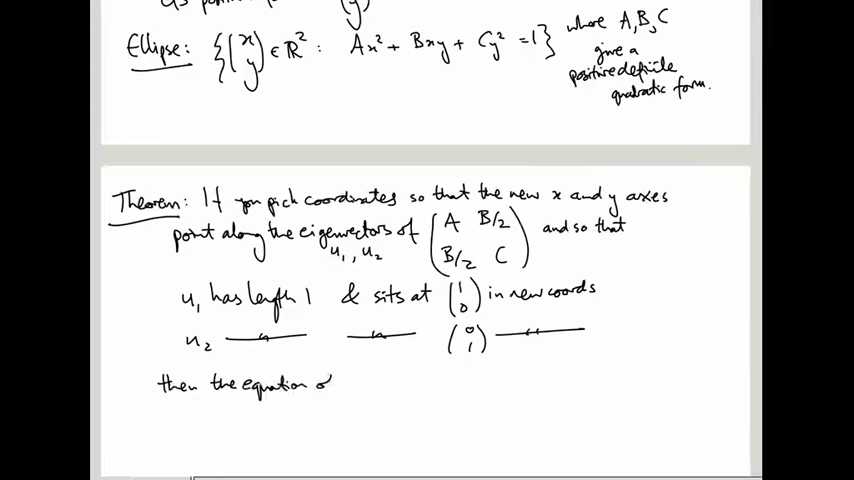 (y)
Ellipse: {(x y) ∈ ℝ² : Ax² + Bxy + Cy² = 1} where A, B, C
give a
positive definite
quadratic form.
Theorem: If you pick coordinates so that the new x and y axes
point along the eigenvectors of (A B/2 B/2 C) and so that
u₁, u₂
u₁ has length 1 & sits at (1 0) in new coords
u₂ —〃— —〃— (0 1) —〃—
then the equation o